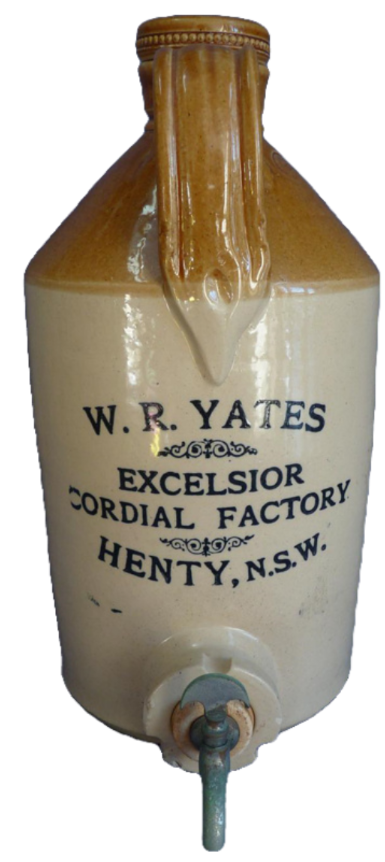 W. R. YATES
EXCELSIOR
CORDIAL FACTORY
HENTY, N.S.W.